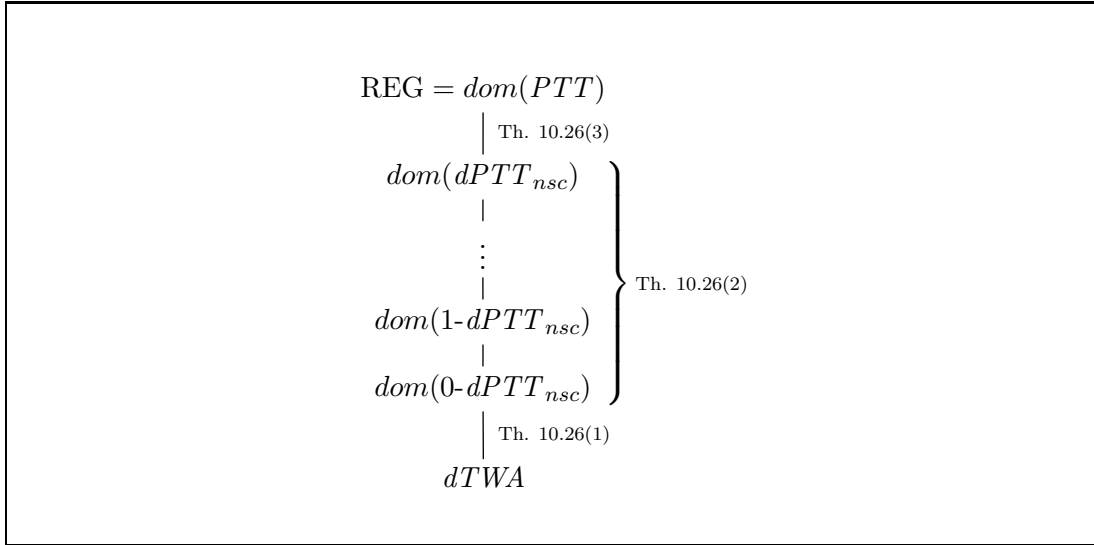 REG = dom(PTT)
Th. 10.26(3)
dom(dPTT_nsc)
⋮
Th. 10.26(2)
dom(1-dPTT_nsc)
dom(0-dPTT_nsc)
Th. 10.26(1)
dTWA